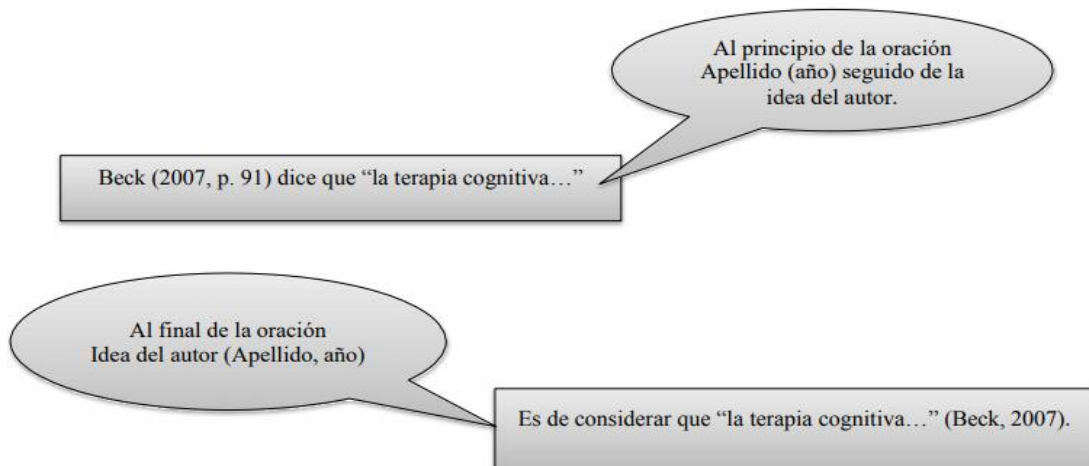 Al principio de la oración
Apellido (año) seguido de la
idea del autor.
Beck (2007, p. 91) dice que “la terapia cognitiva…”
Al final de la oración
Idea del autor (Apellido, año)
Es de considerar que “la terapia cognitiva…” (Beck, 2007).